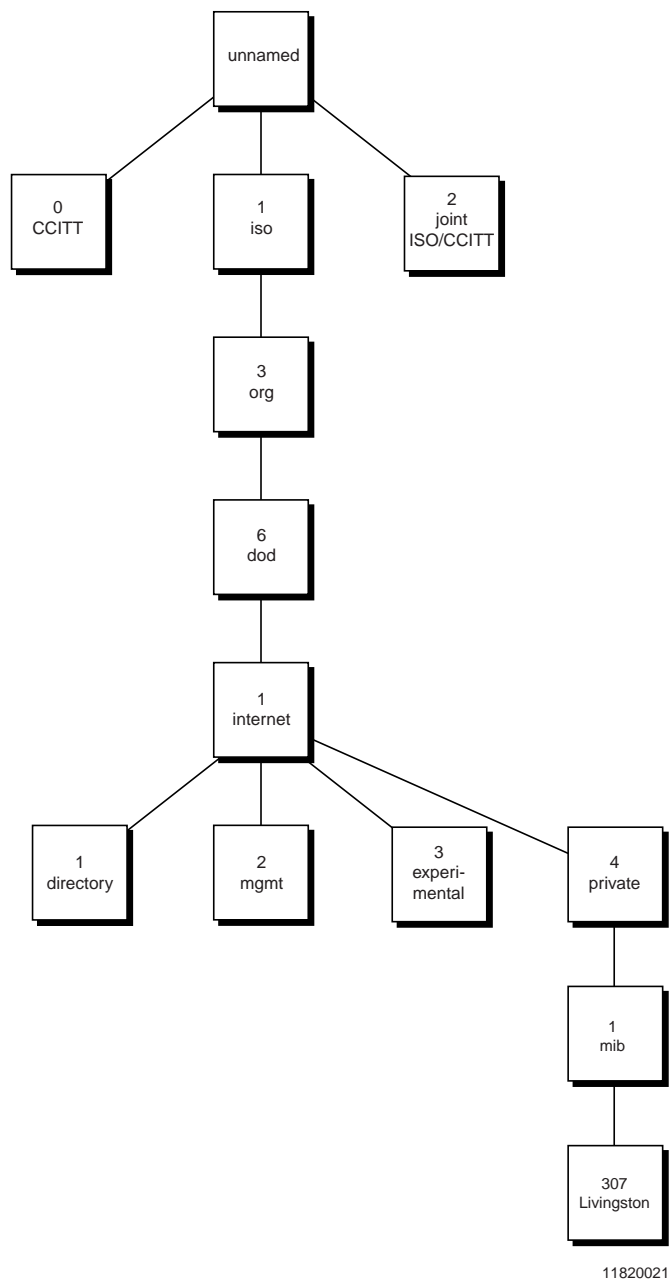 unnamed
0
CCITT
1
iso
2
joint
ISO/CCITT
3
org
6
dod
1
internet
1
directory
2
mgmt
3
experi-
mental
4
private
1
mib
307
Livingston
11820021